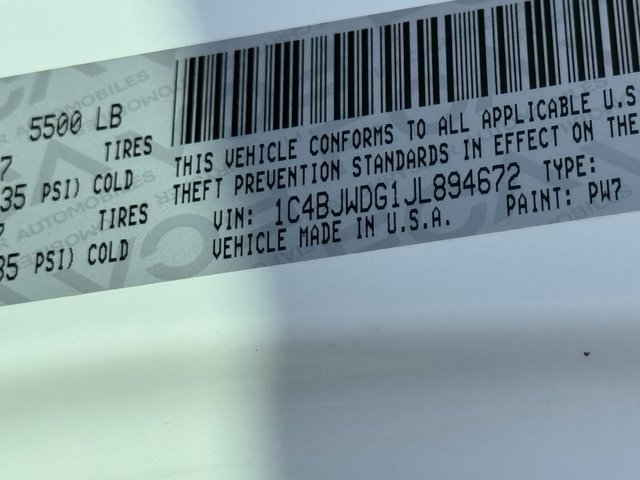 5500 LB
7 TIRES
35 PSI) COLD
TIRES
35 PSI) COLD
THIS VEHICLE CONFORMS TO ALL APPLICABLE U.S
THEFT PREVENTION STANDARDS IN EFFECT ON THE
VIN: 1C4BJWDG1JL894672 TYPE:
VEHICLE MADE IN U.S.A. PAINT: PW7